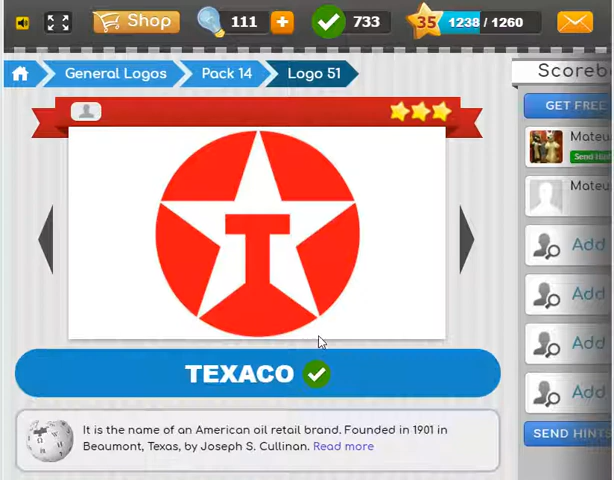 Shop
111
733
35
1238 / 1260
General Logos
Pack 14
Logo 51
Scoreb
GET FREE
Mateu
Send Hin
Mateu
T
Add
Add
Add
Add
TEXACO
SEND HINTS
It is the name of an American oil retail brand. Founded in 1901 in
Beaumont, Texas, by Joseph S. Cullinan. Read more